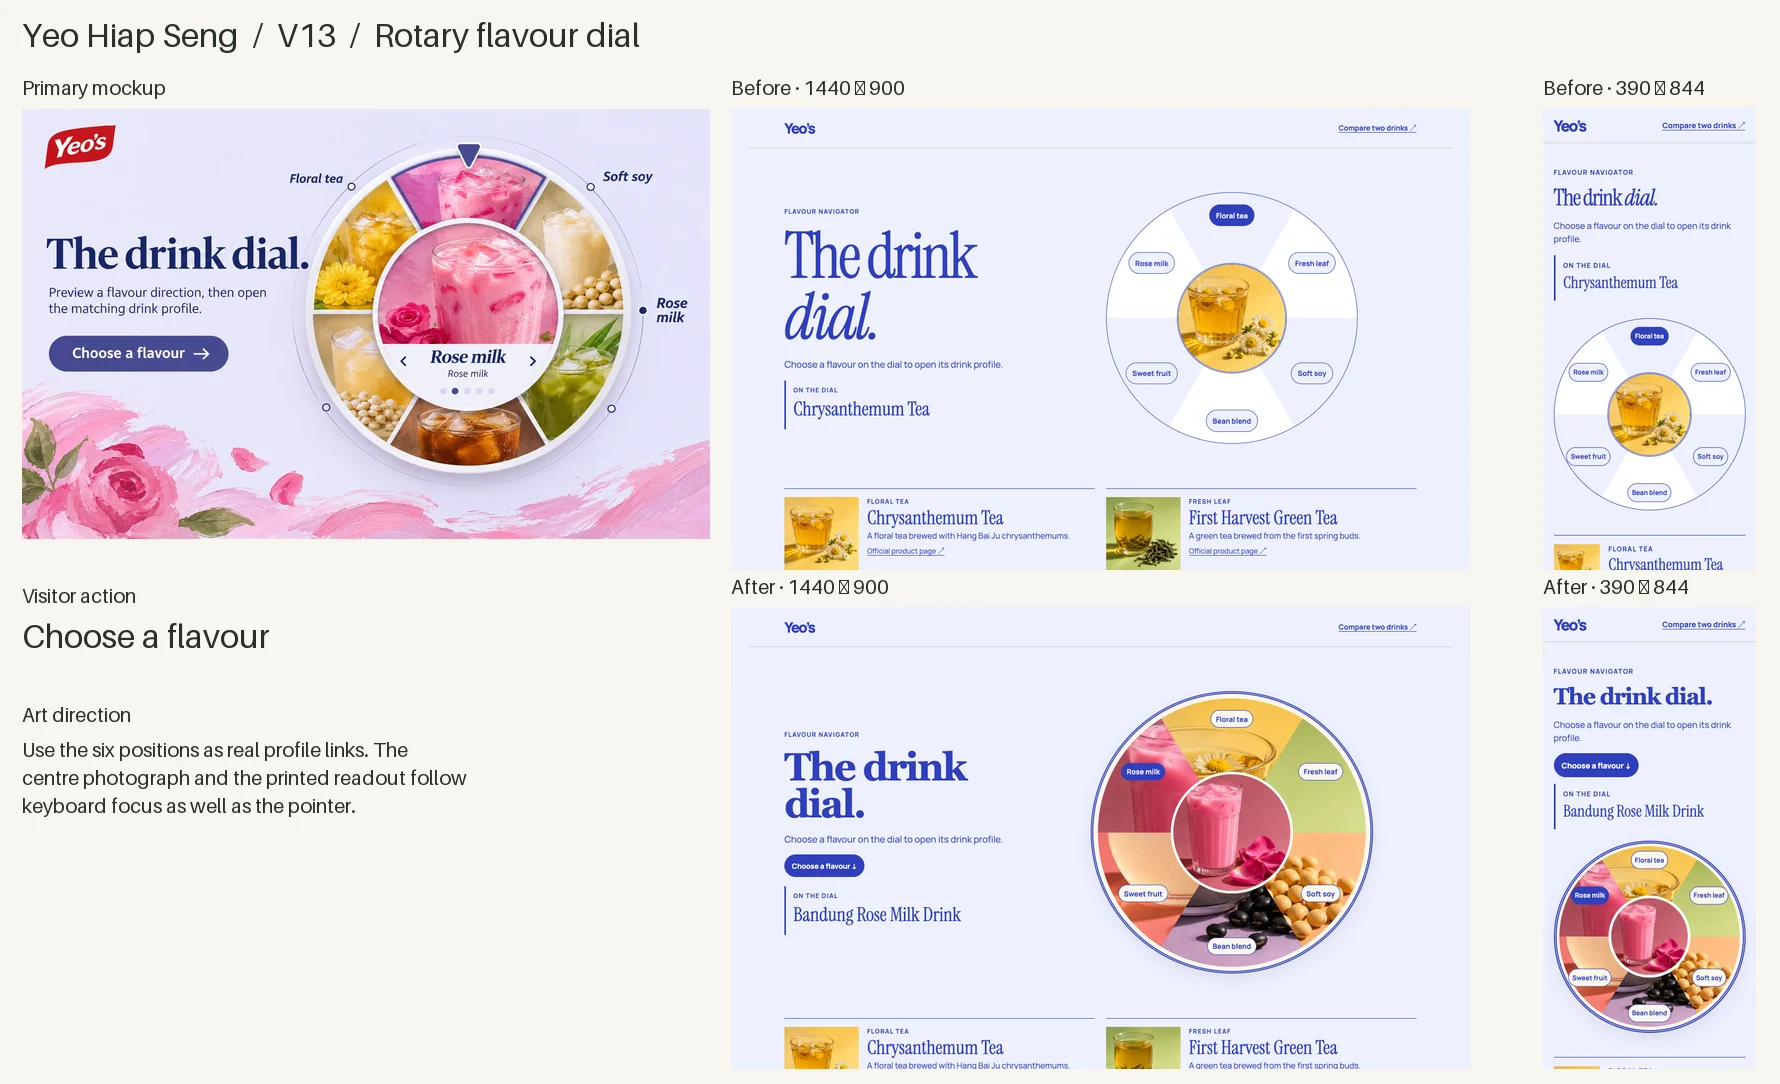 Yeo Hiap Seng / V13 / Rotary flavour dial
Primary mockup
Yeo's
Floral tea
Soft soy
The drink dial.
Preview a flavour direction, then open
the matching drink profile.
Choose a flavour →
Rose
milk
‹ Rose milk ›
Rose milk
Visitor action
Choose a flavour
Art direction
Use the six positions as real profile links. The
centre photograph and the printed readout follow
keyboard focus as well as the pointer.
Before · 1440 900
Yeo's
Compare two drinks ↗
FLAVOUR NAVIGATOR
The drink
dial.
Choose a flavour on the dial to open its drink profile.
ON THE DIAL
Chrysanthemum Tea
Floral tea
Rose milk
Fresh leaf
Sweet fruit
Soft soy
Bean blend
FLORAL TEA
Chrysanthemum Tea
A floral tea brewed with Hang Bai Ju chrysanthemums.
Official product page ↗
FRESH LEAF
First Harvest Green Tea
A green tea brewed from the first spring buds.
Official product page ↗
Before · 390 844
Yeo's
Compare two drinks ↗
FLAVOUR NAVIGATOR
The drink dial.
Choose a flavour on the dial to open its drink
profile.
ON THE DIAL
Chrysanthemum Tea
Floral tea
Rose milk
Fresh leaf
Sweet fruit
Soft soy
Bean blend
FLORAL TEA
Chrysanthemum Tea
After · 1440 900
Yeo's
Compare two drinks ↗
FLAVOUR NAVIGATOR
The drink
dial.
Choose a flavour on the dial to open its drink profile.
Choose a flavour ↓
ON THE DIAL
Bandung Rose Milk Drink
Floral tea
Rose milk
Fresh leaf
Sweet fruit
Soft soy
Bean blend
FLORAL TEA
Chrysanthemum Tea
A floral tea brewed with Hang Bai Ju chrysanthemums.
FRESH LEAF
First Harvest Green Tea
A green tea brewed from the first spring buds.
After · 390 844
Yeo's
Compare two drinks ↗
FLAVOUR NAVIGATOR
The drink dial.
Choose a flavour on the dial to open its drink
profile.
Choose a flavour ↓
ON THE DIAL
Bandung Rose Milk Drink
Floral tea
Rose milk
Fresh leaf
Sweet fruit
Soft soy
Bean blend